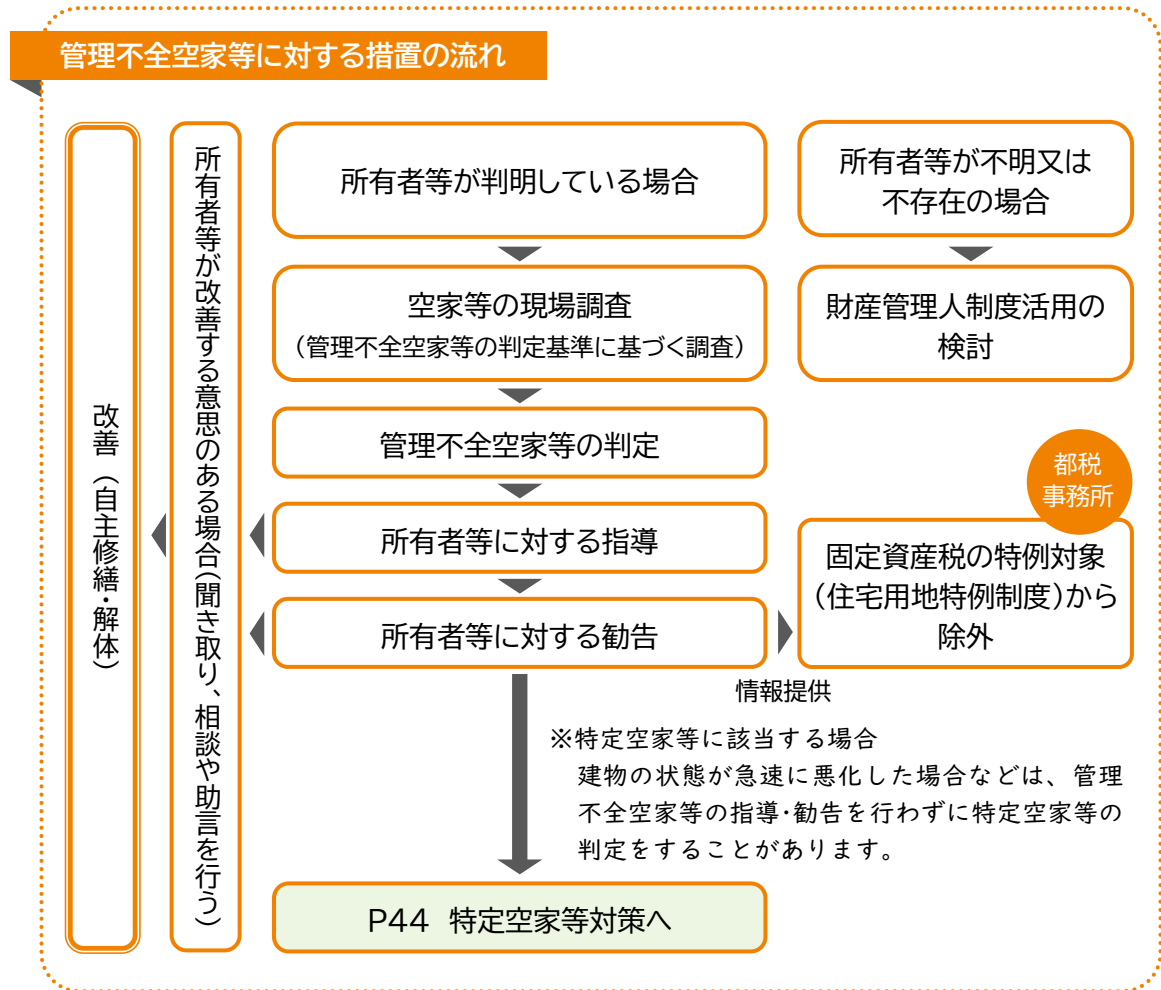 管理不全空家等に対する措置の流れ
改善（自主修繕・解体）
所有者等が改善する意思のある場合（聞き取り、相談や助言を行う）
所有者等が判明している場合
空家等の現場調査
（管理不全空家等の判定基準に基づく調査）
管理不全空家等の判定
所有者等に対する指導
所有者等に対する勧告
所有者等が不明又は
不存在の場合
財産管理人制度活用の
検討
都税
事務所
固定資産税の特例対象
（住宅用地特例制度）から
除外
情報提供
※特定空家等に該当する場合
建物の状態が急速に悪化した場合などは、管理
不全空家等の指導・勧告を行わずに特定空家等の
判定をすることがあります。
P44 特定空家等対策へ